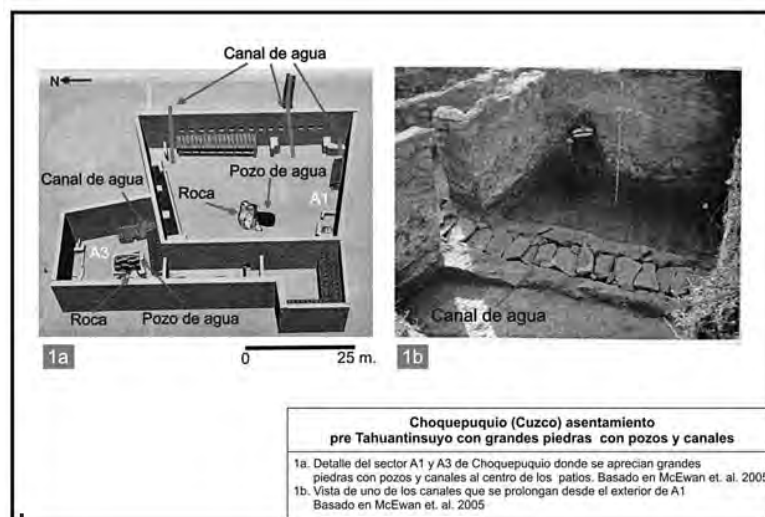 Canal de agua
N
Canal de agua
Pozo de agua
Roca
A1
A3
Roca
Pozo de agua
1a
0 25 m.
Canal de agua
1b
Choquepuquio (Cuzco) asentamiento
pre Tahuantinsuyo con grandes piedras con pozos y canales
1a. Detalle del sector A1 y A3 de Choquepuquio donde se aprecian grandes
piedras con pozos y canales al centro de los patios. Basado en McEwan et. al. 2005
1b. Vista de uno de los canales que se prolongan desde el exterior de A1
Basado en McEwan et. al. 2005